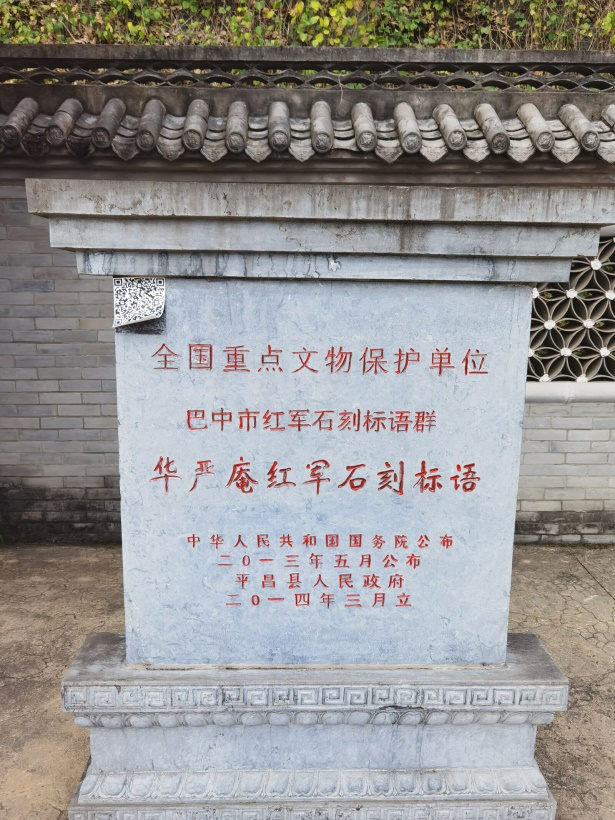 全国重点文物保护单位
巴中市红军石刻标语群
华严庵红军石刻标语
中华人民共和国国务院公布
二〇一三年五月公布
平昌县人民政府
二〇一四年三月立